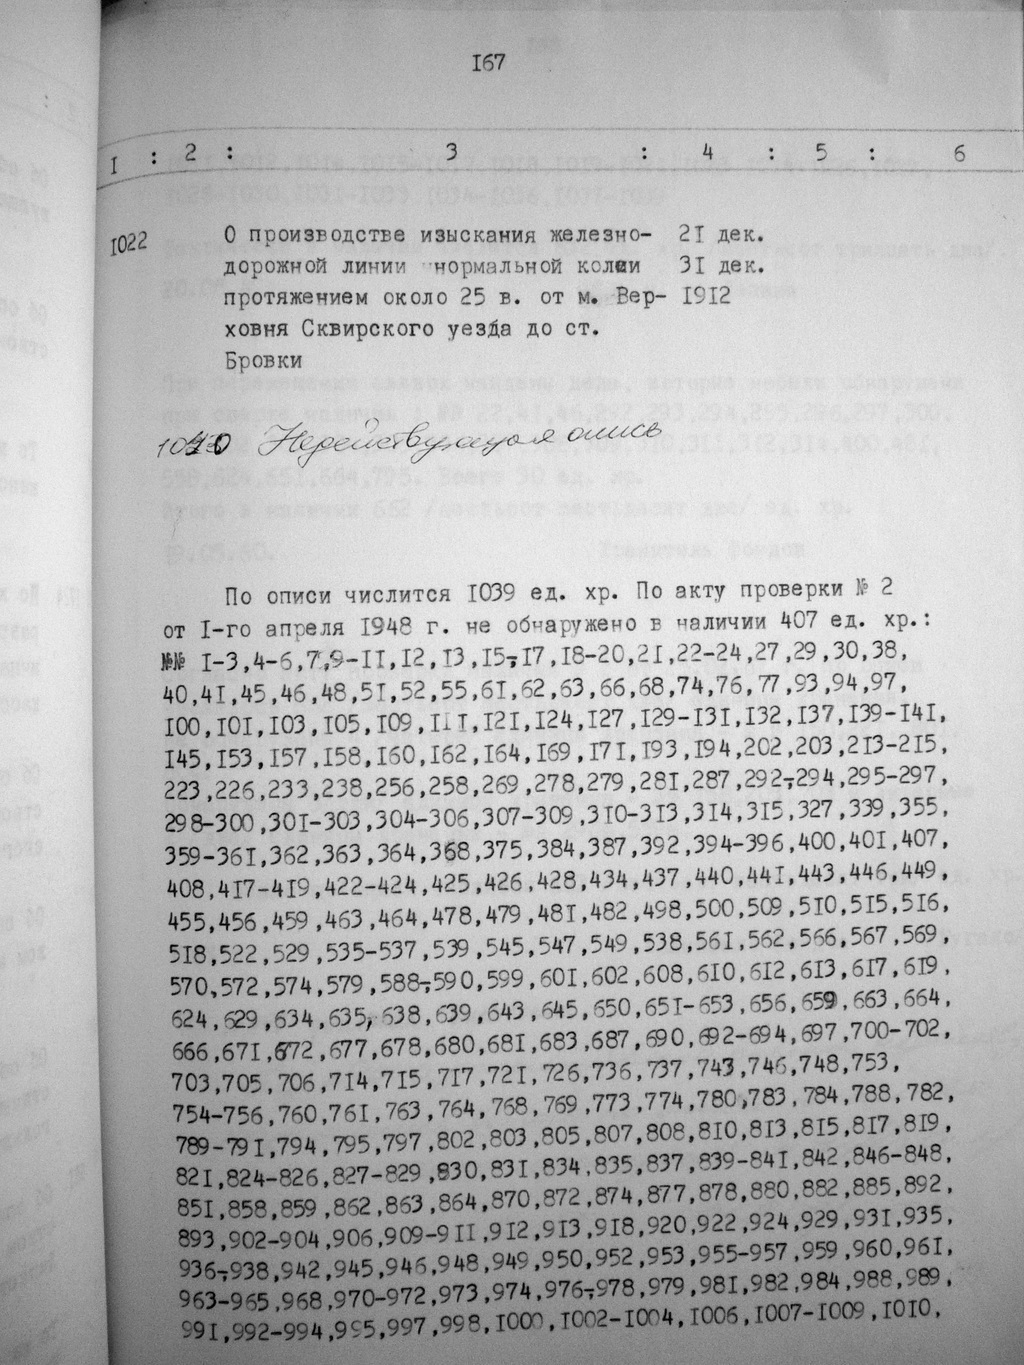 I67
I : 2 : 3 : 4 : 5 : 6
I022 О производстве изыскания железно- 2I дек.
дорожной линии нормальной колеи 3I дек.
протяжением около 25 в. от м. Вер- I9I2
ховня Сквирского уезда до ст.
Бровки
Недействующая опись
По описи числится I039 ед. хр. По акту проверки № 2
от I-го апреля I948 г. не обнаружено в наличии 407 ед. хр.:
№№ I-3,4-6,7,9-II,I2,I3,I5-I7,I8-20,2I,22-24,27,29,30,38,
40,4I,45,46,48,5I,52,55,6I,62,63,66,68,74,76,77,93,94,97,
I00,I0I,I03,I05,I09,III,I2I,I24,I27,I29-I3I,I32,I37,I39-I4I,
I45,I53,I57,I58,I60,I62,I64,I69,I7I,I93,I94,202,203,2I3-2I5,
223,226,233,238,256,258,269,278,279,28I,287,292-294,295-297,
298-300,30I-303,304-306,307-309,3I0-3I3,3I4,3I5,327,339,355,
359-36I,362,363,364,368,375,384,387,392,394-396,400,40I,407,
408,4I7-4I9,422-424,425,426,428,434,437,440,44I,443,446,449,
455,456,459,463,464,478,479,48I,482,498,500,509,5I0,5I5,5I6,
5I8,522,529,535-537,539,545,547,549,538,56I,562,566,567,569,
570,572,574,579,588-590,599,60I,602,608,6I0,6I2,6I3,6I7,6I9,
624,629,634,635,638,639,643,645,650,65I-653,656,659,663,664,
666,67I,672,677,678,680,68I,683,687,690,692-694,697,700-702,
703,705,706,7I4,7I5,7I7,72I,726,736,737,743,746,748,753,
754-756,760,76I,763,764,768,769,773,774,780,783,784,788,782,
789-79I,794,795,797,802,803,805,807,808,8I0,8I3,8I5,8I7,8I9,
82I,824-826,827-829,830,83I,834,835,837,839-84I,842,846-848,
85I,858,859,862,863,864,870,872,874,877,878,880,882,885,892,
893,902-904,906,909-9II,9I2,9I3,9I8,920,922,924,929,93I,935,
936-938,942,945,946,948,949,950,952,953,955-957,959,960,96I,
963-965,968,970-972,973,974,976-978,979,98I,982,984,988,989,
99I,992-994,995,997,998,I000,I002-I004,I006,I007-I009,I0I0,